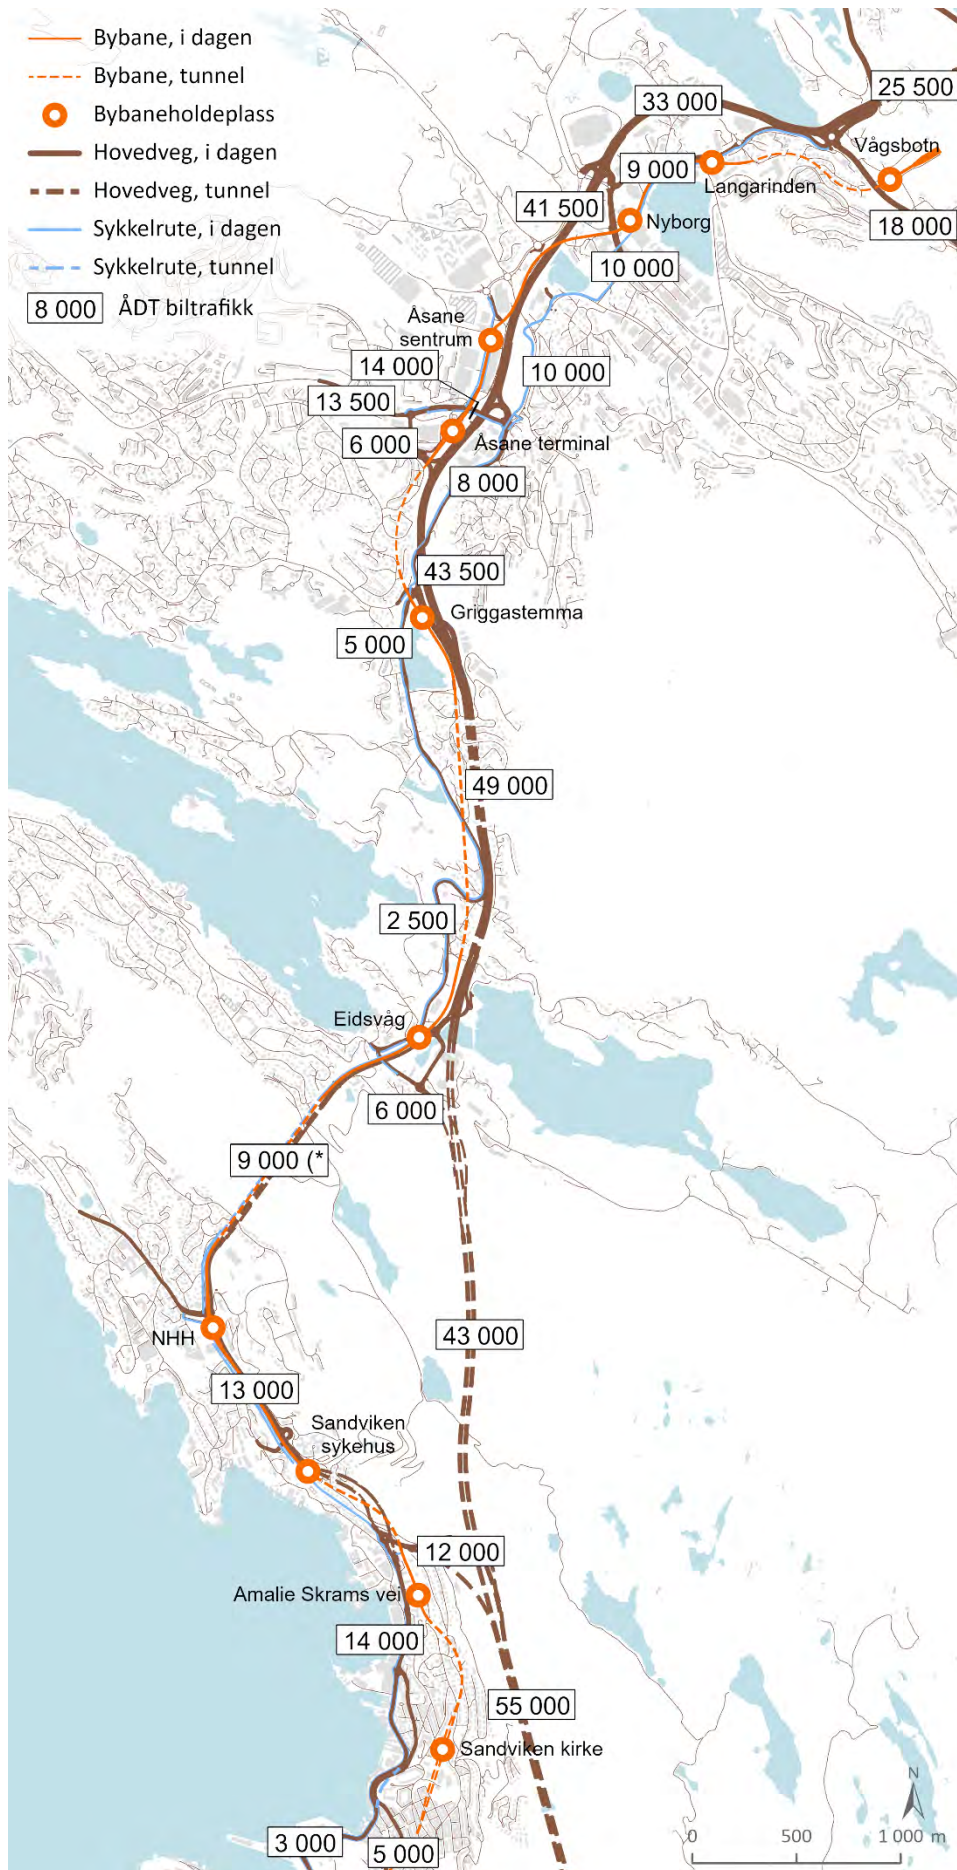 Bybane, i dagen
Bybane, tunnel
Bybaneholdeplass
Hovedveg, i dagen
Hovedveg, tunnel
Sykkelrute, i dagen
Sykkelrute, tunnel
8 000 ÅDT biltrafikk
25 500
33 000
Vågsbotn
9 000
Langarinden
41 500
Nyborg
18 000
10 000
Åsane
sentrum
14 000
10 000
13 500
6 000
Åsane terminal
8 000
43 500
Griggastemma
5 000
49 000
2 500
Eidsvåg
6 000
9 000 (*
NHH
43 000
13 000
Sandviken
sykehus
12 000
Amalie Skrams vei
14 000
55 000
Sandviken kirke
3 000
5 000
N
0 500 1 000 m